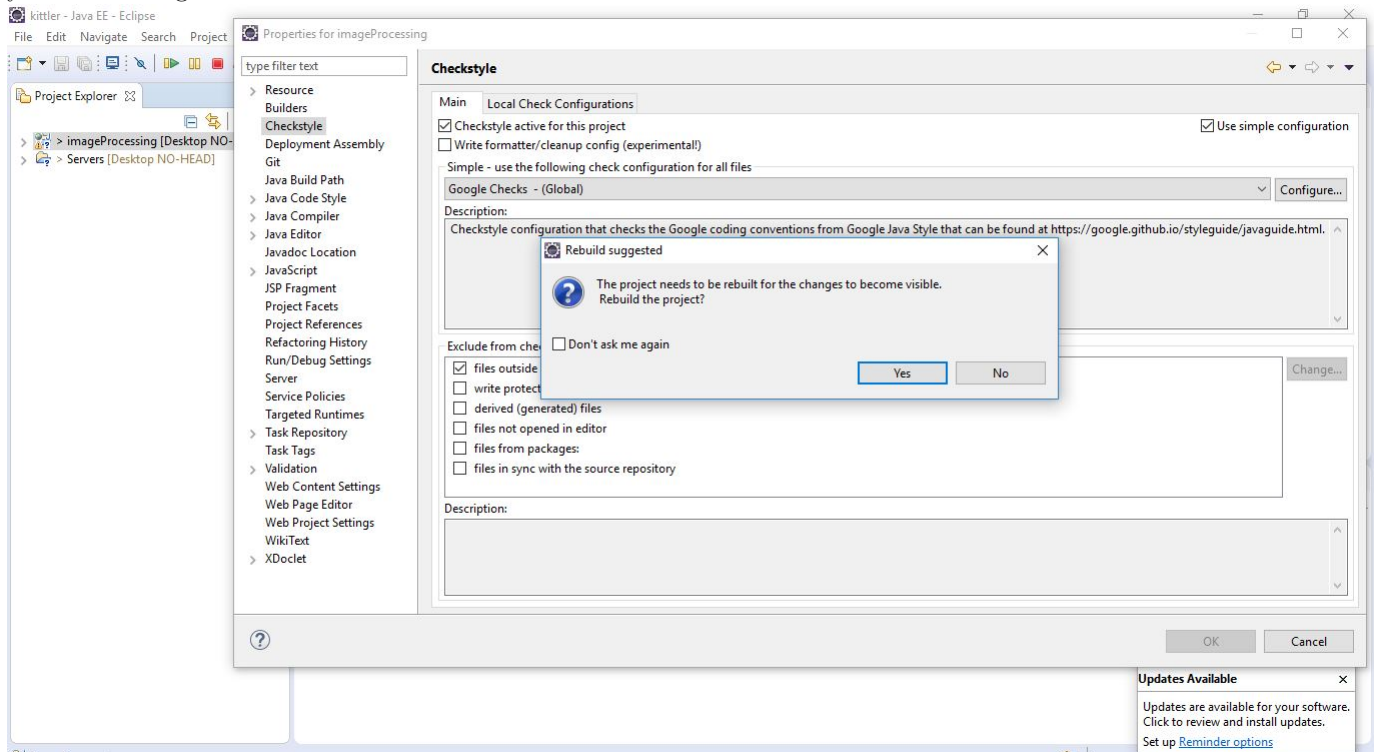 kittler - Java EE - Eclipse
File Edit Navigate Search Project
Properties for imageProcessing
type filter text
Checkstyle
Project Explorer
> imageProcessing [Desktop NO-
> Servers [Desktop NO-HEAD]
Resource
Builders
Checkstyle
Deployment Assembly
Git
Java Build Path
Java Code Style
Java Compiler
Java Editor
Javadoc Location
JavaScript
JSP Fragment
Project Facets
Project References
Refactoring History
Run/Debug Settings
Server
Service Policies
Targeted Runtimes
Task Repository
Task Tags
Validation
Web Content Settings
Web Page Editor
Web Project Settings
WikiText
XDoclet
Main Local Check Configurations
Checkstyle active for this project Use simple configuration
Write formatter/cleanup config (experimental!)
Simple - use the following check configuration for all files
Google Checks - (Global) Configure...
Description:
Checkstyle configuration that checks the Google coding conventions from Google Java Style that can be found at https://google.github.io/styleguide/javaguide.html.
Rebuild suggested
The project needs to be rebuilt for the changes to become visible.
Rebuild the project?
Don't ask me again
Yes No
Exclude from
files outside Change...
write protect
derived (generated) files
files not opened in editor
files from packages:
files in sync with the source repository
Description:
OK Cancel
Updates Available
Updates are available for your software.
Click to review and install updates.
Set up Reminder options